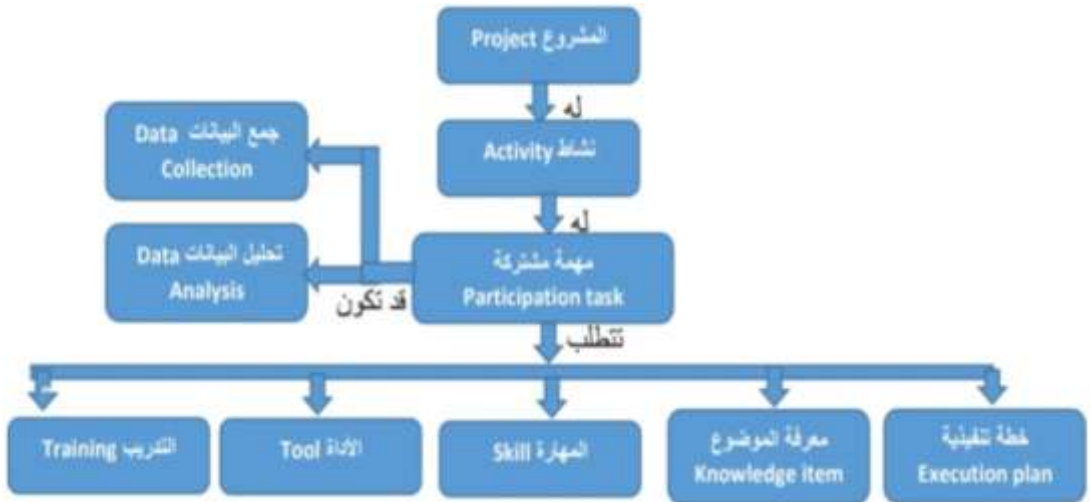 المشروع Project
له
نشاط Activity
له
جمع البيانات Data
Collection
تحليل البيانات Data
Analysis
مهمة مشتركة
Participation task
قد تكون
تتطلب
التدريب Training
الأداة Tool
المهارة Skill
معرفة الموضوع
Knowledge item
خطة تنفيذية
Execution plan